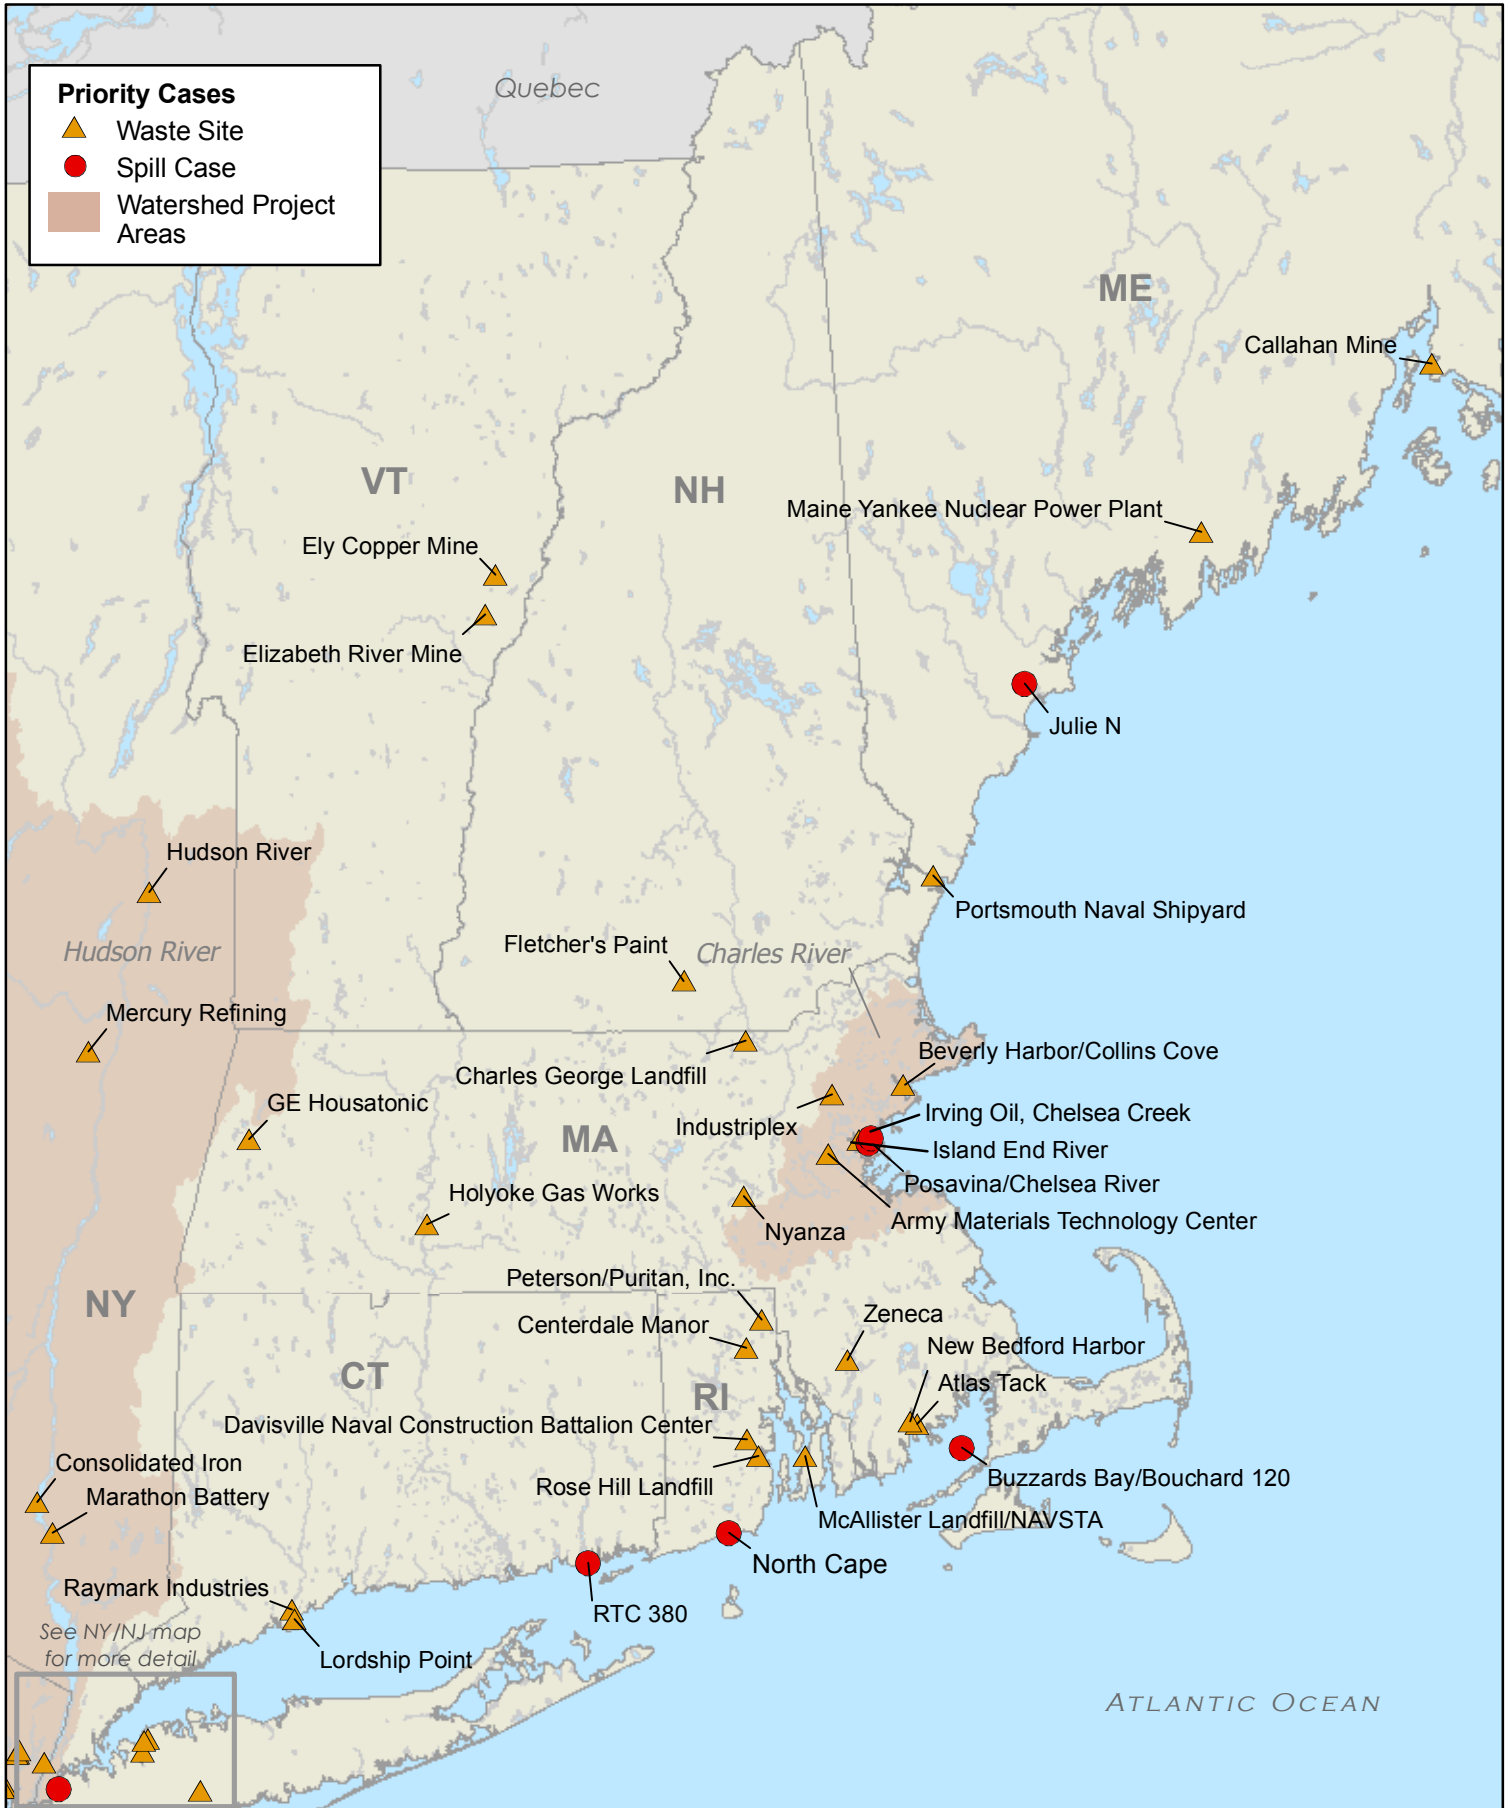 Quebec
Priority Cases
Waste Site
Spill Case
Watershed Project
Areas
ME
Callahan Mine
VT
NH
Maine Yankee Nuclear Power Plant
Ely Copper Mine
Elizabeth River Mine
Julie N
Hudson River
Portsmouth Naval Shipyard
Hudson River
Fletcher's Paint
Charles River
Mercury Refining
Charles George Landfill
Beverly Harbor/Collins Cove
GE Housatonic
Industriplex
Irving Oil, Chelsea Creek
MA
Island End River
Posavina/Chelsea River
Holyoke Gas Works
Nyanza
Army Materials Technology Center
Peterson/Puritan, Inc.
NY
Centerdale Manor
Zeneca
New Bedford Harbor
CT
RI
Atlas Tack
Davisville Naval Construction Battalion Center
Consolidated Iron
Rose Hill Landfill
Buzzards Bay/Bouchard 120
Marathon Battery
McAllister Landfill/NAVSTA
North Cape
Raymark Industries
RTC 380
See NY/NJ map
for more detail
Lordship Point
ATLANTIC OCEAN